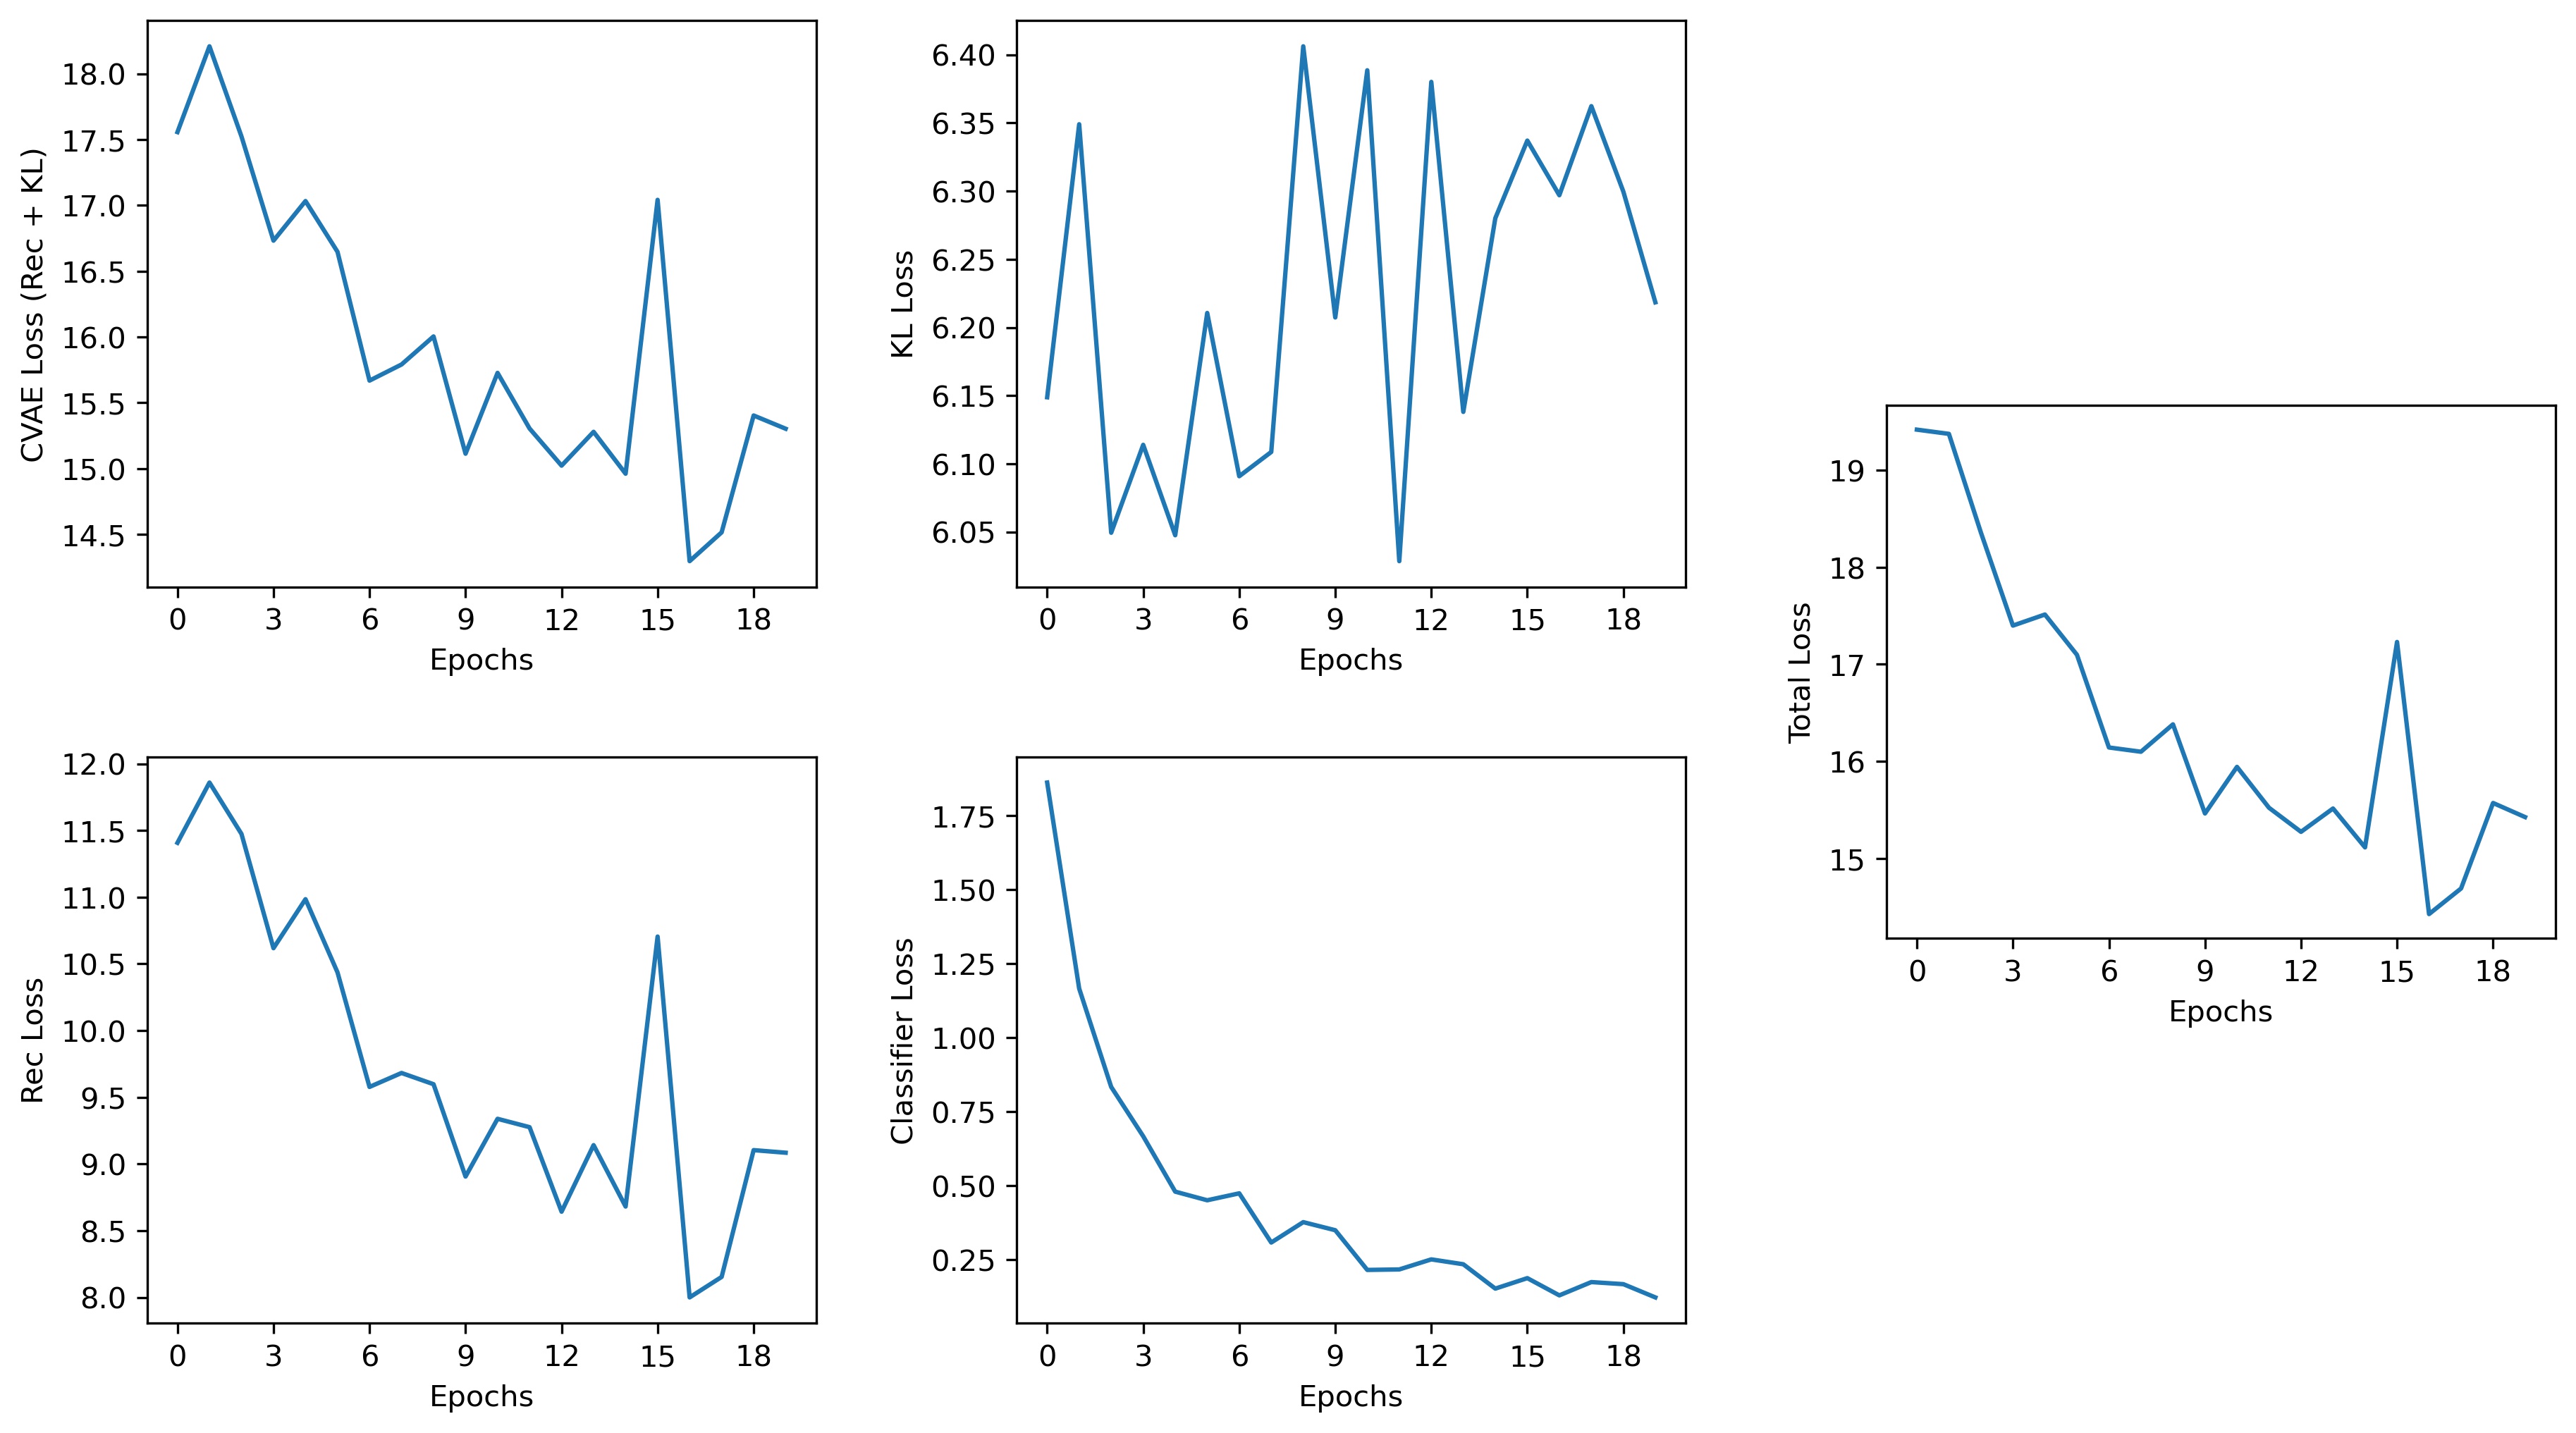 CVAE Loss (Rec + KL)
18.0
17.5
17.0
16.5
16.0
15.5
15.0
14.5
0 3 6 9 12 15 18
Epochs
KL Loss
6.40
6.35
6.30
6.25
6.20
6.15
6.10
6.05
0 3 6 9 12 15 18
Epochs
Rec Loss
12.0
11.5
11.0
10.5
10.0
9.5
9.0
8.5
8.0
0 3 6 9 12 15 18
Epochs
Classifier Loss
1.75
1.50
1.25
1.00
0.75
0.50
0.25
0 3 6 9 12 15 18
Epochs
Total Loss
19
18
17
16
15
0 3 6 9 12 15 18
Epochs